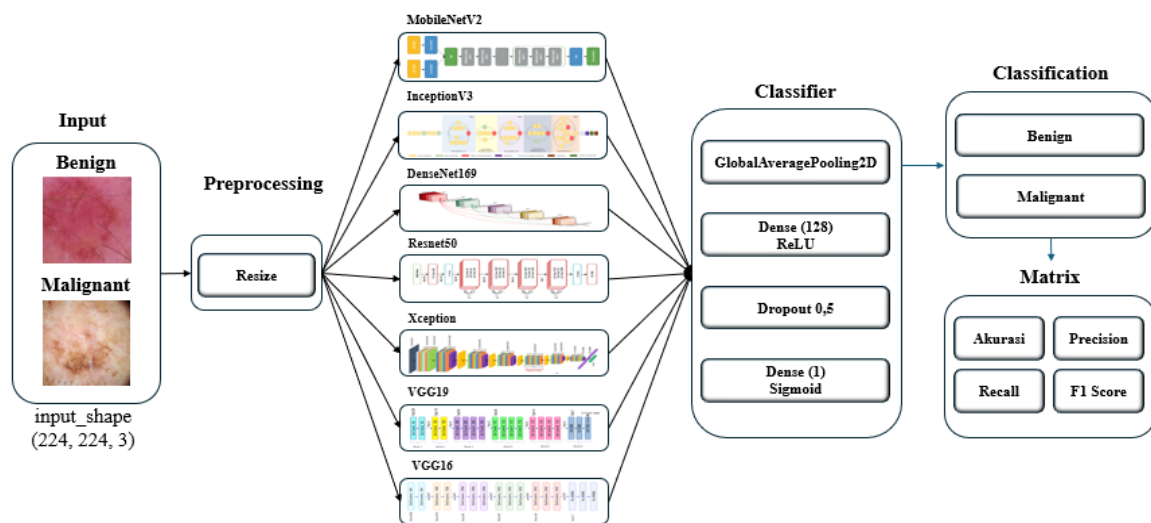 Input
Benign
Malignant
input_shape
(224, 224, 3)
Preprocessing
Resize
MobileNetV2
InceptionV3
DenseNet169
Resnet50
Xception
VGG19
VGG16
Classifier
GlobalAveragePooling2D
Dense (128)
ReLU
Dropout 0,5
Dense (1)
Sigmoid
Classification
Benign
Malignant
Matrix
Akurasi
Precision
Recall
F1 Score